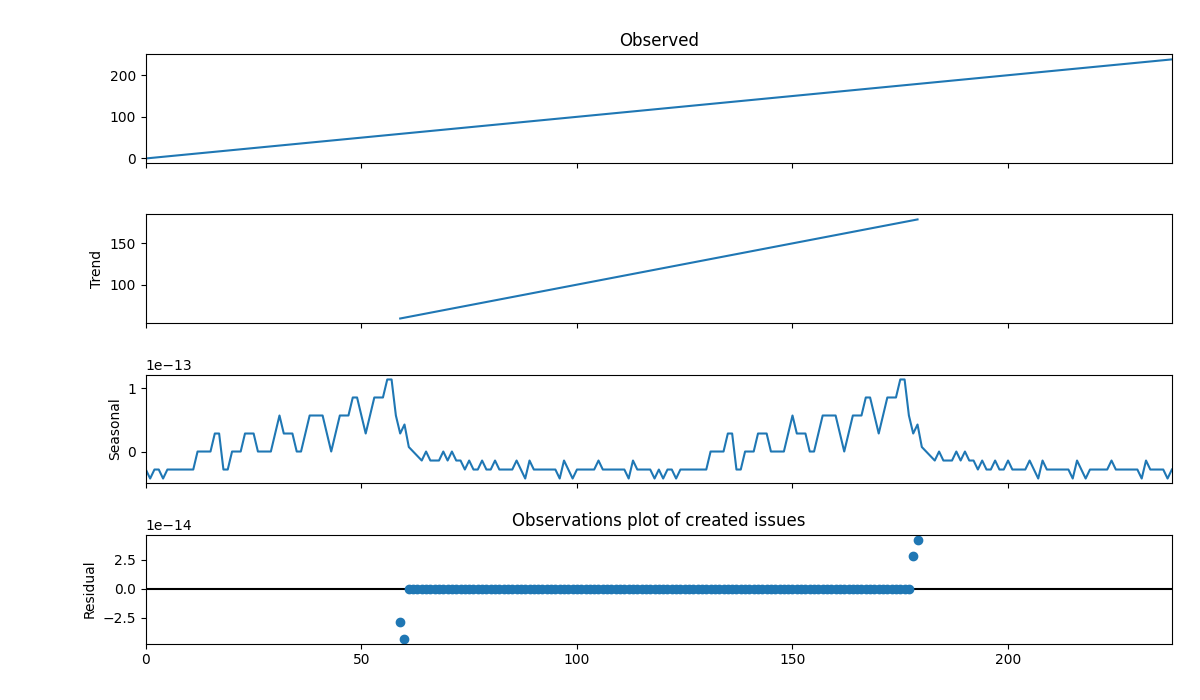 Observed
200
100
0
Trend
150
100
1e−13
Seasonal
1
0
Observations plot of created issues
1e−14
Residual
2.5
0.0
−2.5
0 50 100 150 200